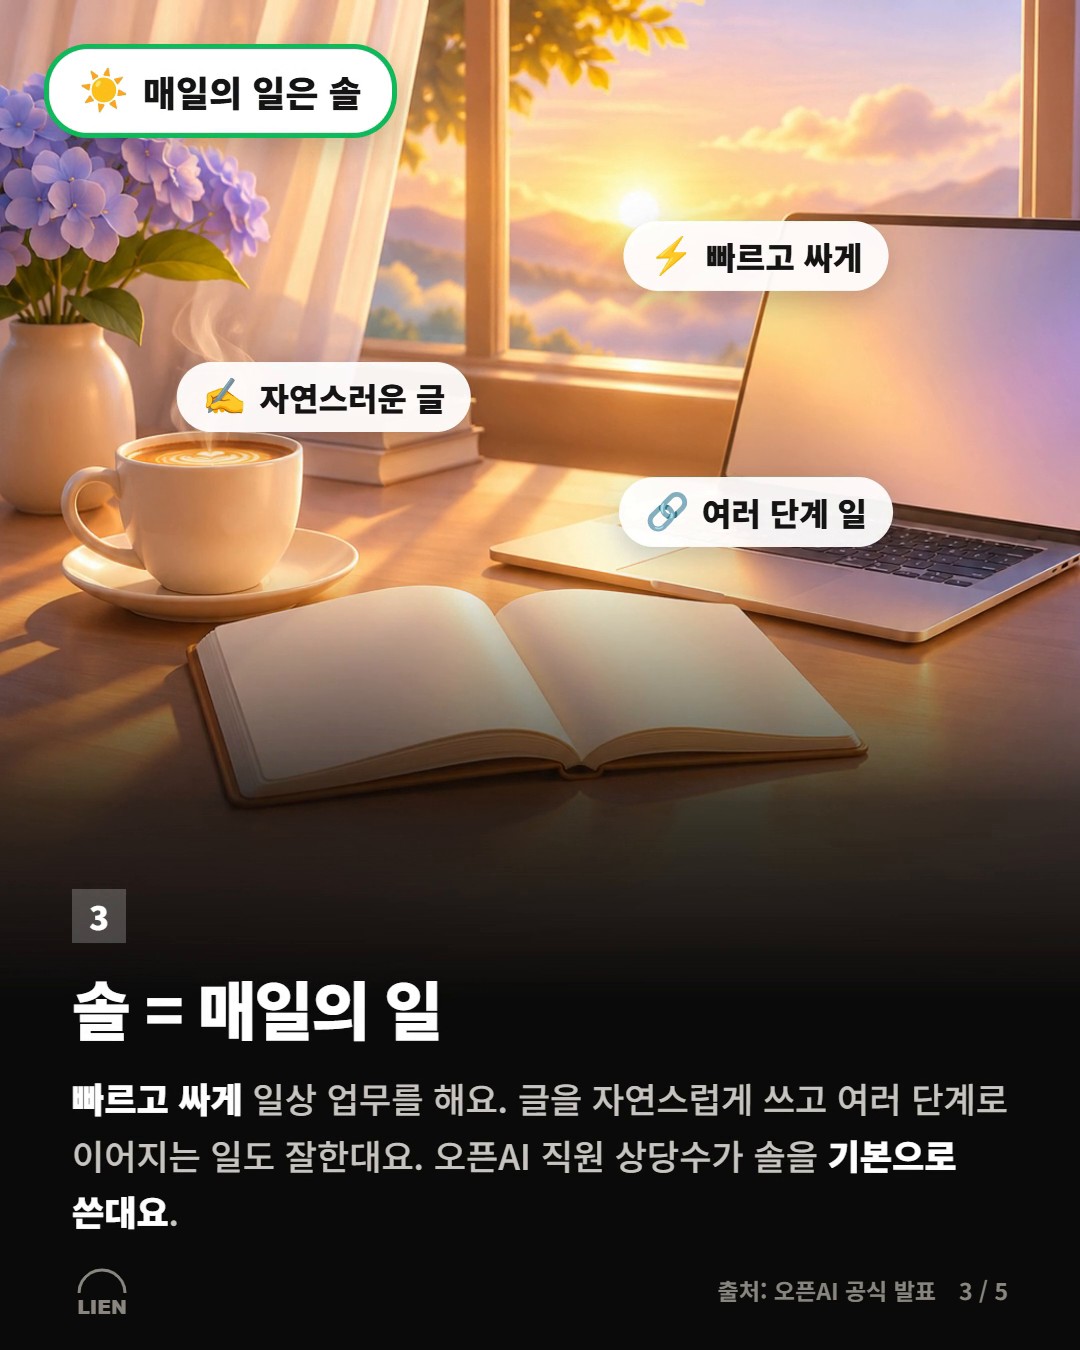 ☀️ 매일의 일은 솔
⚡ 빠르고 싸게
✍️ 자연스러운 글
🔗 여러 단계 일
3
솔 = 매일의 일
빠르고 싸게 일상 업무를 해요. 글을 자연스럽게 쓰고 여러 단계로
이어지는 일도 잘한대요. 오픈AI 직원 상당수가 솔을 기본으로
쓴대요.
LIEN
출처: 오픈AI 공식 발표 3 / 5